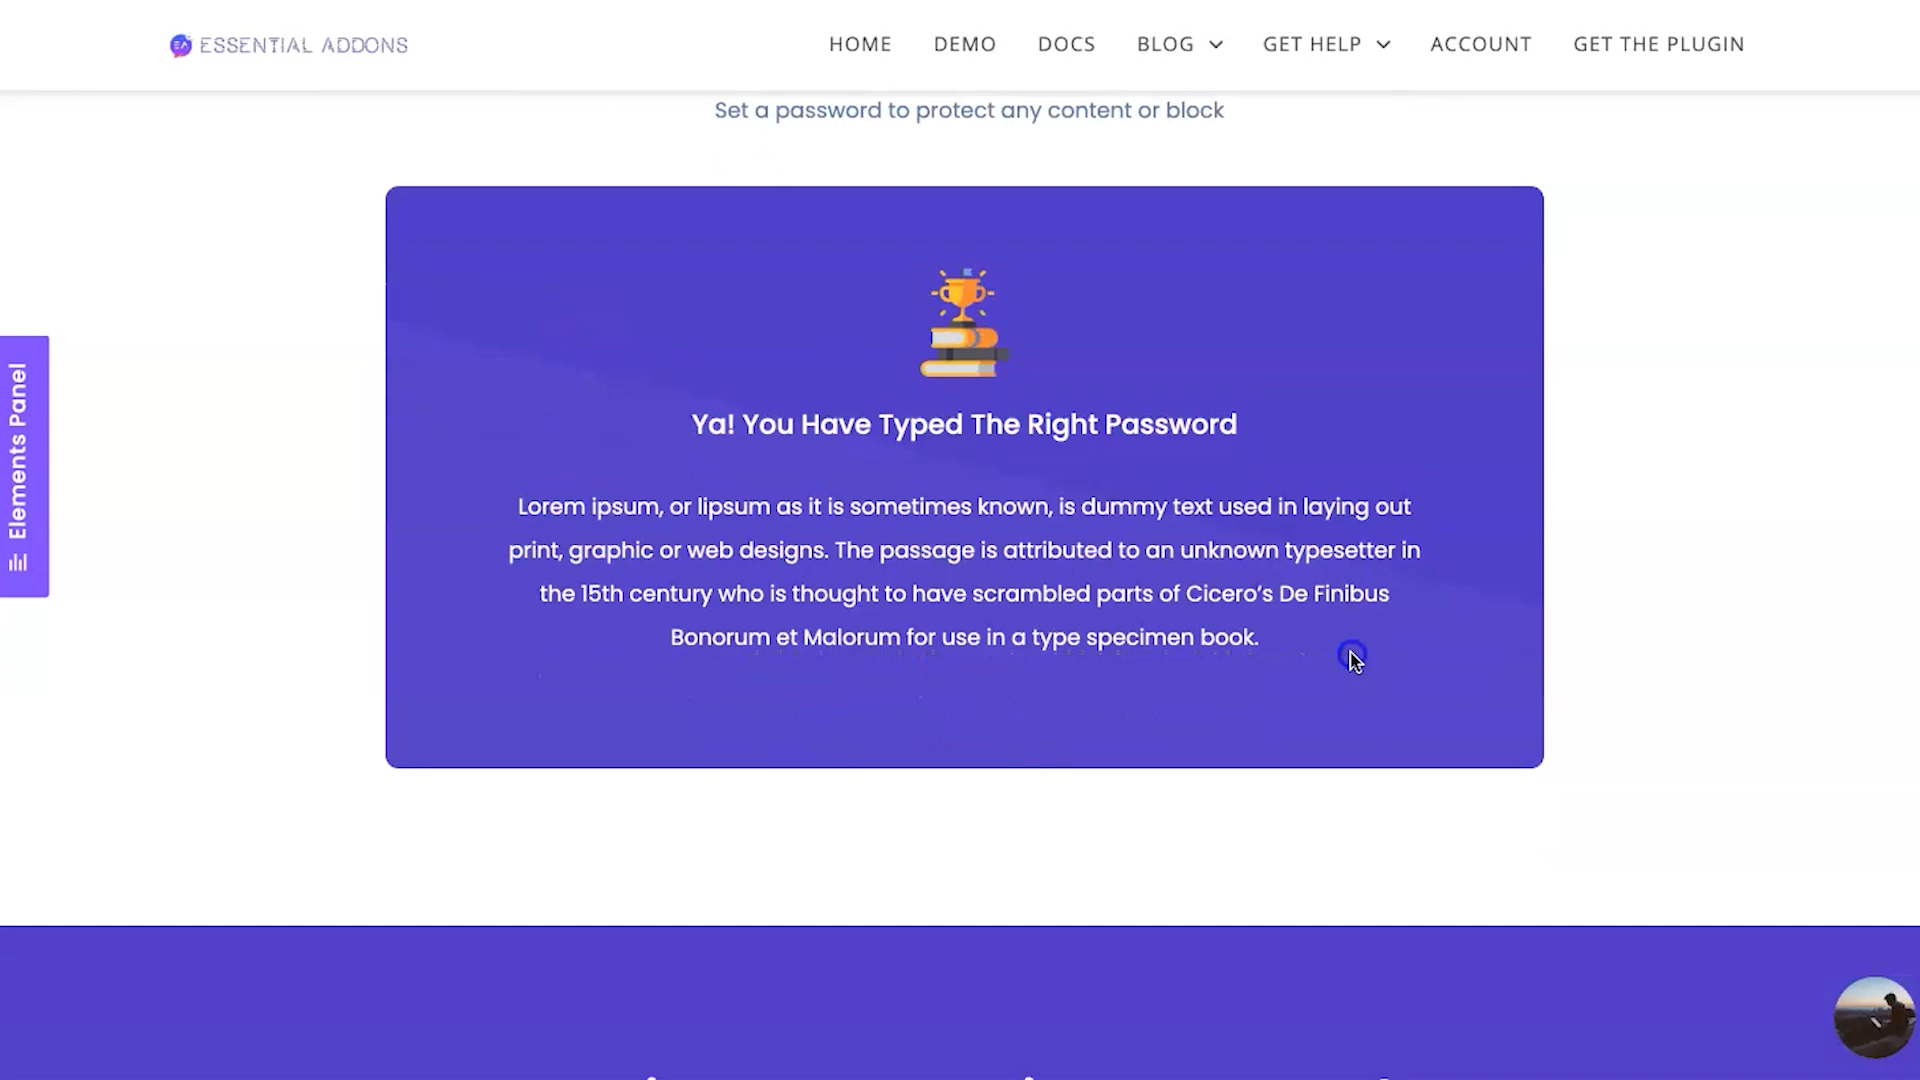 EA ESSENTIAL ADDONS
HOME DEMO DOCS BLOG GET HELP ACCOUNT GET THE PLUGIN
Set a password to protect any content or block
Elements Panel
Ya! You Have Typed The Right Password
Lorem ipsum, or lipsum as it is sometimes known, is dummy text used in laying out
print, graphic or web designs. The passage is attributed to an unknown typesetter in
the 15th century who is thought to have scrambled parts of Cicero’s De Finibus
Bonorum et Malorum for use in a type specimen book.